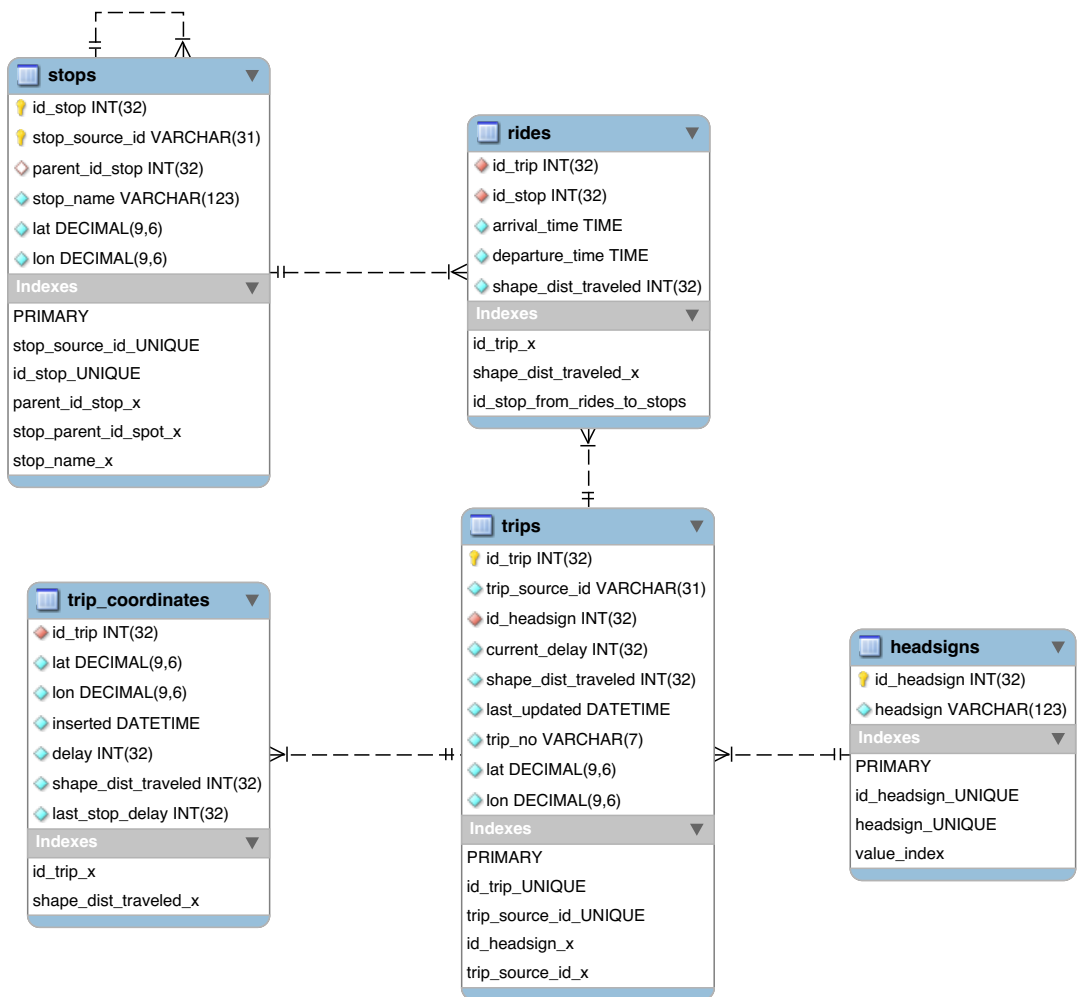 stops
id_stop INT(32)
stop_source_id VARCHAR(31)
parent_id_stop INT(32)
stop_name VARCHAR(123)
lat DECIMAL(9,6)
lon DECIMAL(9,6)
Indexes
PRIMARY
stop_source_id_UNIQUE
id_stop_UNIQUE
parent_id_stop_x
stop_parent_id_spot_x
stop_name_x
rides
id_trip INT(32)
id_stop INT(32)
arrival_time TIME
departure_time TIME
shape_dist_traveled INT(32)
Indexes
id_trip_x
shape_dist_traveled_x
id_stop_from_rides_to_stops
trip_coordinates
id_trip INT(32)
lat DECIMAL(9,6)
lon DECIMAL(9,6)
inserted DATETIME
delay INT(32)
shape_dist_traveled INT(32)
last_stop_delay INT(32)
Indexes
id_trip_x
shape_dist_traveled_x
trips
id_trip INT(32)
trip_source_id VARCHAR(31)
id_headsign INT(32)
current_delay INT(32)
shape_dist_traveled INT(32)
last_updated DATETIME
trip_no VARCHAR(7)
lat DECIMAL(9,6)
lon DECIMAL(9,6)
Indexes
PRIMARY
id_trip_UNIQUE
trip_source_id_UNIQUE
id_headsign_x
trip_source_id_x
headsigns
id_headsign INT(32)
headsign VARCHAR(123)
Indexes
PRIMARY
id_headsign_UNIQUE
headsign_UNIQUE
value_index